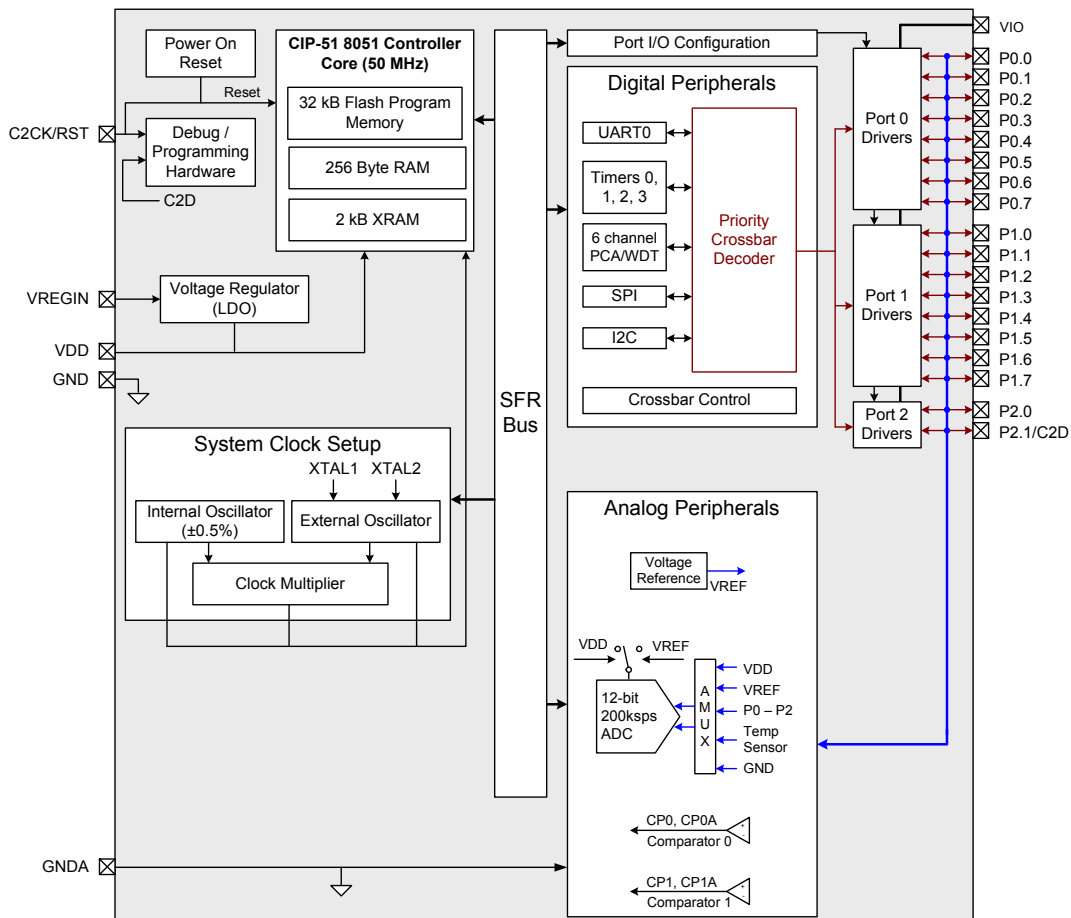 Power On
Reset
Reset
C2CK/RST
Debug /
Programming
Hardware
C2D
CIP-51 8051 Controller
Core (50 MHz)
32 kB Flash Program
Memory
256 Byte RAM
2 kB XRAM
VREGIN
Voltage Regulator
(LDO)
VDD
GND
System Clock Setup
XTAL1
XTAL2
Internal Oscillator
(±0.5%)
External Oscillator
Clock Multiplier
GNDA
SFR
Bus
Port I/O Configuration
Digital Peripherals
UART0
Timers 0,
1, 2, 3
6 channel
PCA/WDT
SPI
I2C
Priority
Crossbar
Decoder
Crossbar Control
Port 0
Drivers
Port 1
Drivers
Port 2
Drivers
VIO
P0.0
P0.1
P0.2
P0.3
P0.4
P0.5
P0.6
P0.7
P1.0
P1.1
P1.2
P1.3
P1.4
P1.5
P1.6
P1.7
P2.0
P2.1/C2D
Analog Peripherals
Voltage
Reference
VREF
VDD
VREF
12-bit
200ksps
ADC
A
M
U
X
VDD
VREF
P0 – P2
Temp
Sensor
GND
CP0, CP0A
+
-
Comparator 0
CP1, CP1A
+
-
Comparator 1